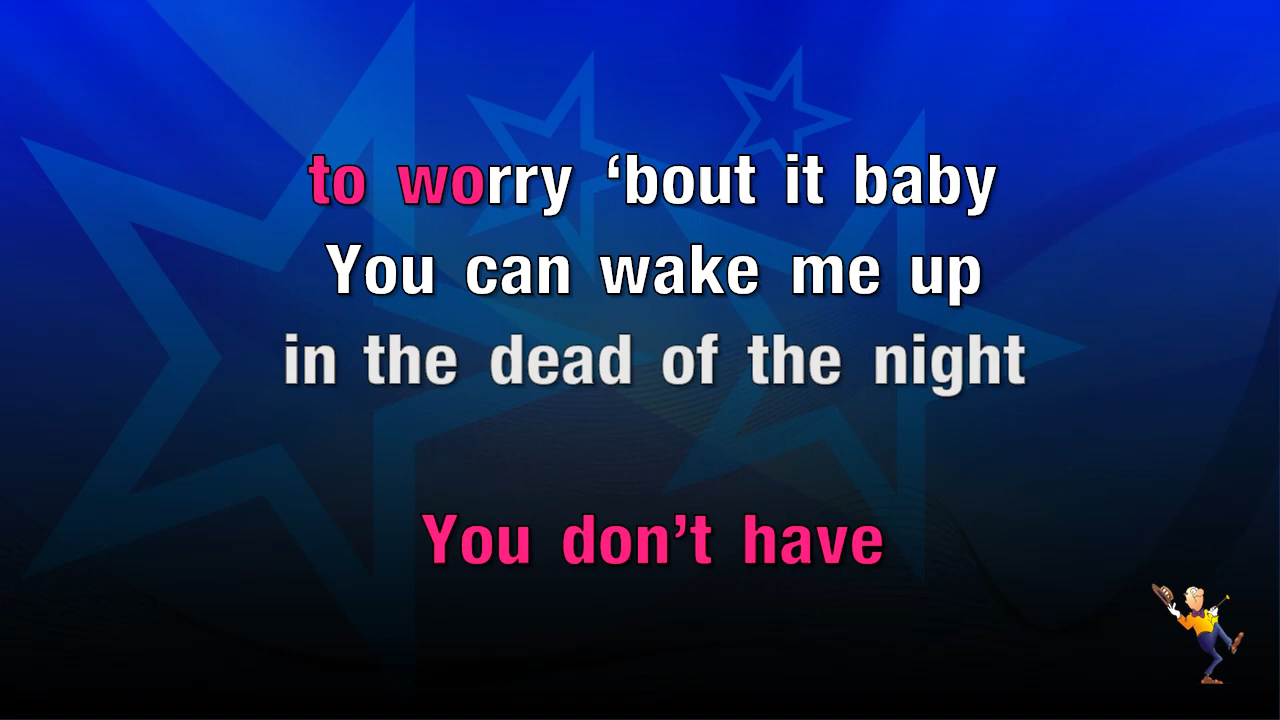 to worry ‘bout it baby
You can wake me up
in the dead of the night
You don’t have